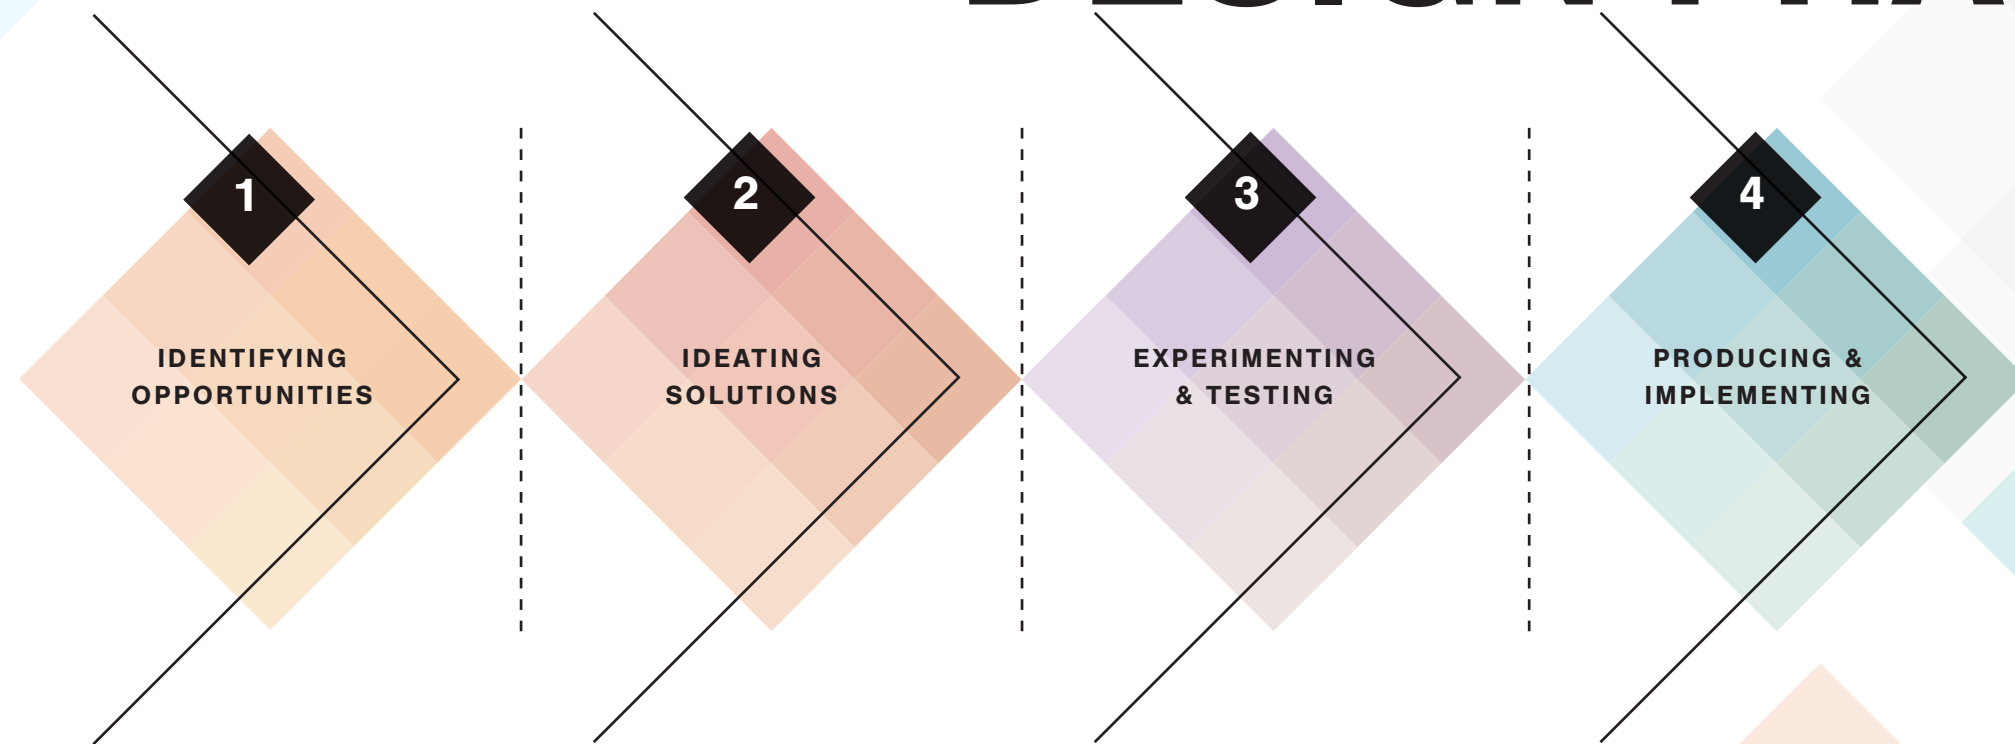 1
IDENTIFYING
OPPORTUNITIES
2
IDEATING
SOLUTIONS
3
EXPERIMENTING
& TESTING
4
PRODUCING &
IMPLEMENTING